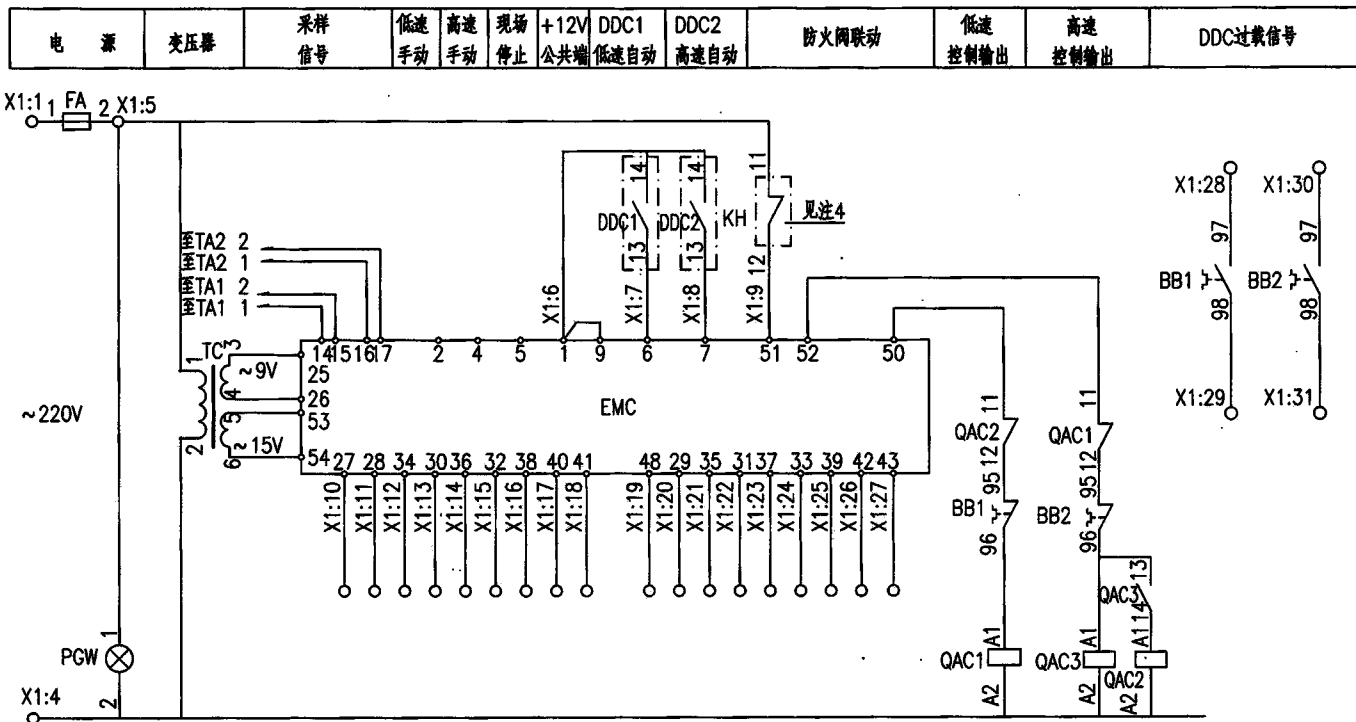 电 源
变压器
采样
信号
低速
手动
高速
手动
现场
停止
+12V
公共端
DDC1
低速自动
DDC2
高速自动
防火阀联动
低速
控制输出
高速
控制输出
DDC过载信号
X1:1 1 FA 2 X1:5
14 14 11
DDC1 DDC2 KH 见注4
13 13 12
X1:28 X1:30
97 97
BB1 BB2
98 98
X1:29 X1:31
至TA2 2
至TA2 1
至TA1 2
至TA1 1
X1:6 X1:7 X1:8 X1:9
14 15 16 17 2 4 5 1 9 6 7 51 52 50
TC
1 3
~9V
4
5
~15V
2 6
25
26
53
54
EMC
~220V
27 28 34 30 36 32 38 40 41 48 29 35 31 37 33 39 42 43
X1:10 X1:11 X1:12 X1:13 X1:14 X1:15 X1:16 X1:17 X1:18 X1:19 X1:20 X1:21 X1:22 X1:23 X1:24 X1:25 X1:26 X1:27
11 11
QAC2 QAC1
12 12
95 95
BB1 BB2
96 96
13
QAC3
14
A1 A1 A1
QAC1 QAC3 QAC2
A2 A2 A2
PGW
1
2
X1:4